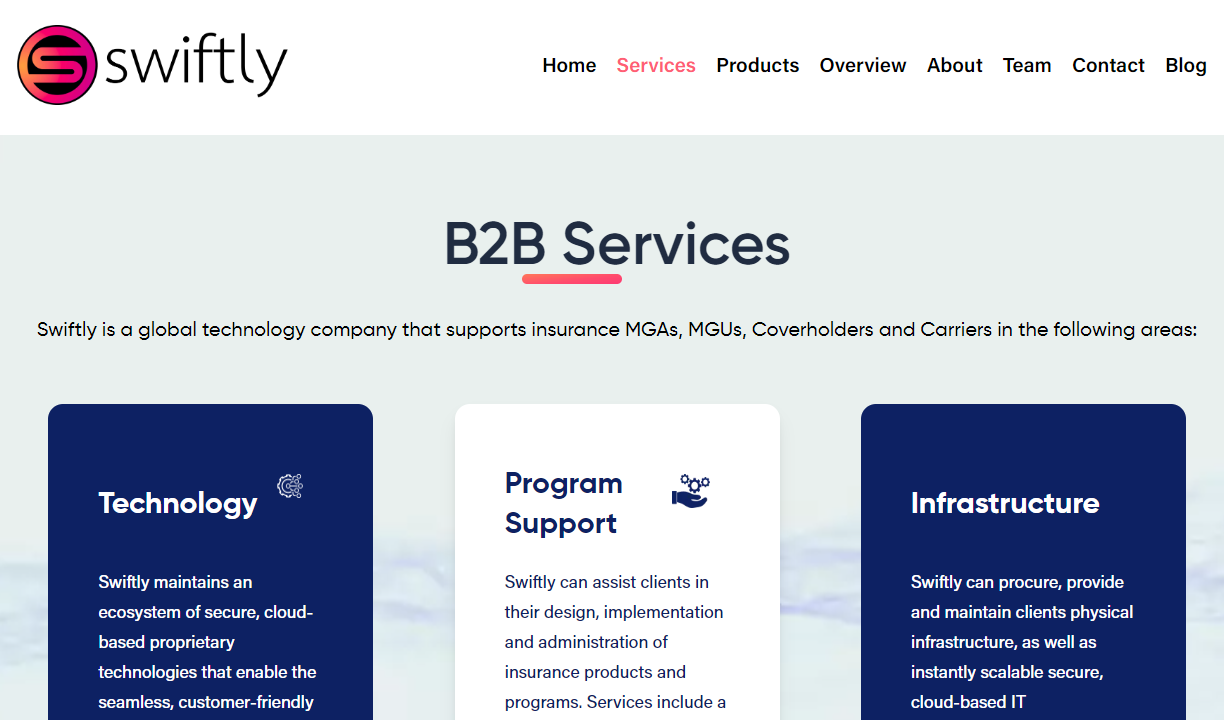 swiftly
Home Services Products Overview About Team Contact Blog
B2B Services
Swiftly is a global technology company that supports insurance MGAs, MGUs, Coverholders and Carriers in the following areas:
Technology
Swiftly maintains an
ecosystem of secure, cloud-
based proprietary
technologies that enable the
seamless, customer-friendly
Program
Support
Swiftly can assist clients in
their design, implementation
and administration of
insurance products and
programs. Services include a
Infrastructure
Swiftly can procure, provide
and maintain clients physical
infrastructure, as well as
instantly scalable secure,
cloud-based IT